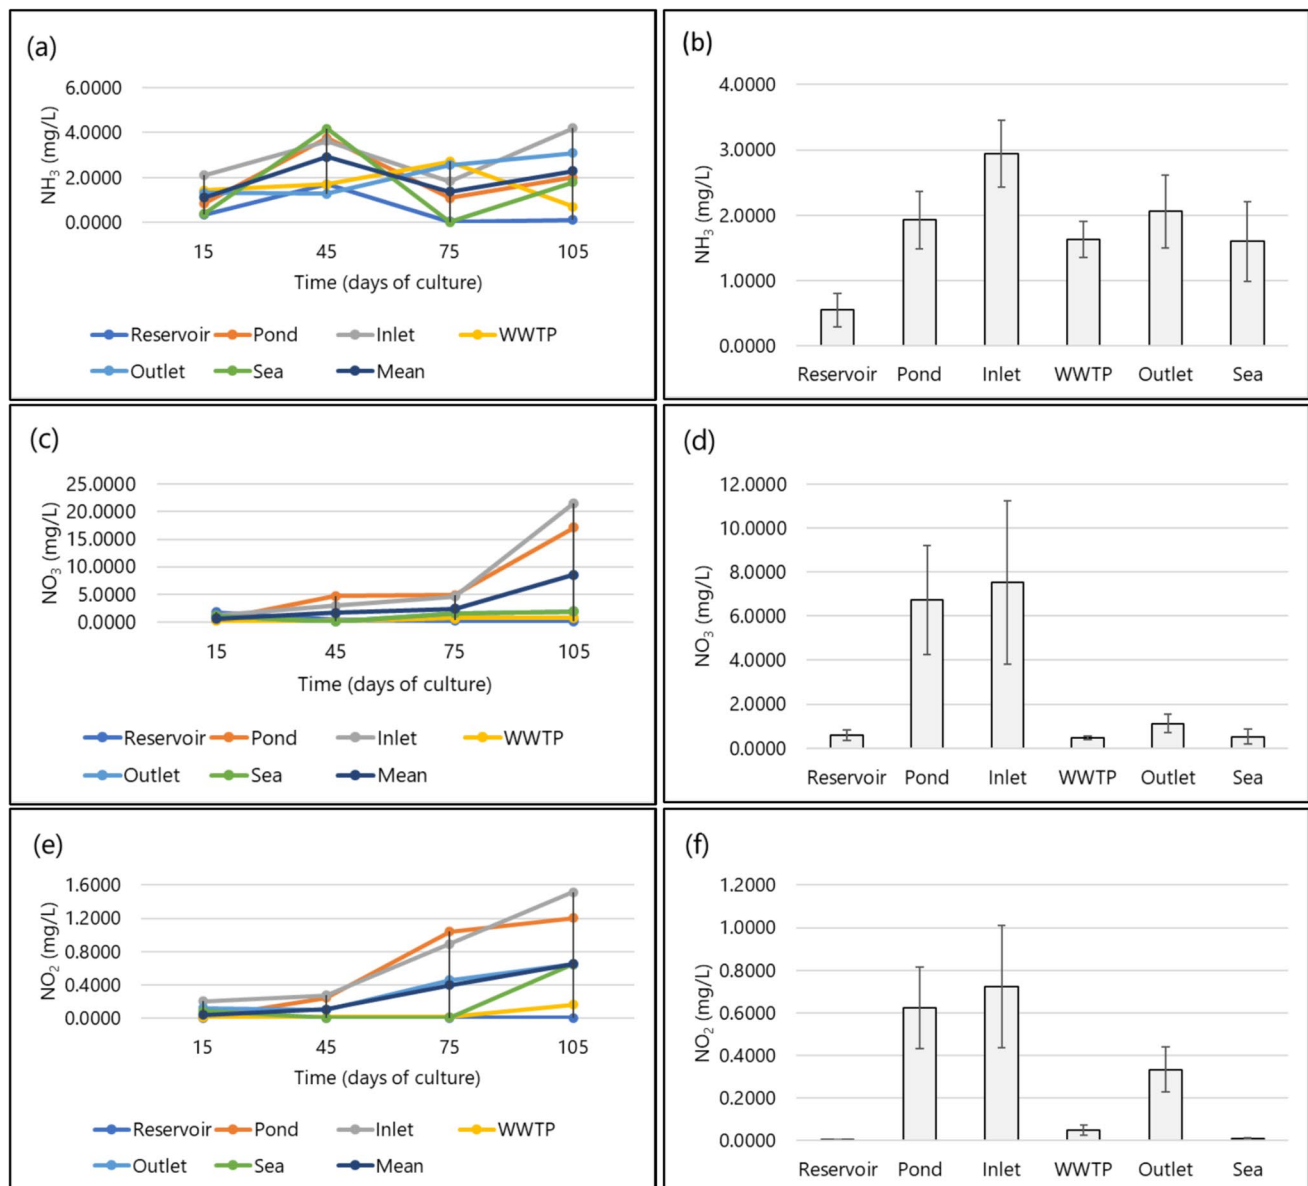 (a)
NH₃ (mg/L)
6.0000
4.0000
2.0000
0.0000
15 45 75 105
Time (days of culture)
Reservoir Pond Inlet WWTP
Outlet Sea Mean
(b)
NH₃ (mg/L)
4.0000
3.0000
2.0000
1.0000
0.0000
Reservoir Pond Inlet WWTP Outlet Sea
(c)
NO₃ (mg/L)
25.0000
20.0000
15.0000
10.0000
5.0000
0.0000
15 45 75 105
Time (days of culture)
Reservoir Pond Inlet WWTP
Outlet Sea Mean
(d)
NO₃ (mg/L)
12.0000
10.0000
8.0000
6.0000
4.0000
2.0000
0.0000
Reservoir Pond Inlet WWTP Outlet Sea
(e)
NO₂ (mg/L)
1.6000
1.2000
0.8000
0.4000
0.0000
15 45 75 105
Time (days of culture)
Reservoir Pond Inlet WWTP
Outlet Sea Mean
(f)
NO₂ (mg/L)
1.2000
1.0000
0.8000
0.6000
0.4000
0.2000
0.0000
Reservoir Pond Inlet WWTP Outlet Sea